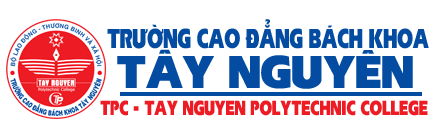 BỘ LAO ĐỘNG - THƯƠNG BINH VÀ XÃ HỘI
TÂY NGUYÊN
Polytechnic College
TRƯỜNG CAO ĐẲNG BÁCH KHOA TÂY NGUYÊN
TRƯỜNG CAO ĐẲNG BÁCH KHOA
TÂY NGUYÊN
TPC - TAY NGUYEN POLYTECHNIC COLLEGE